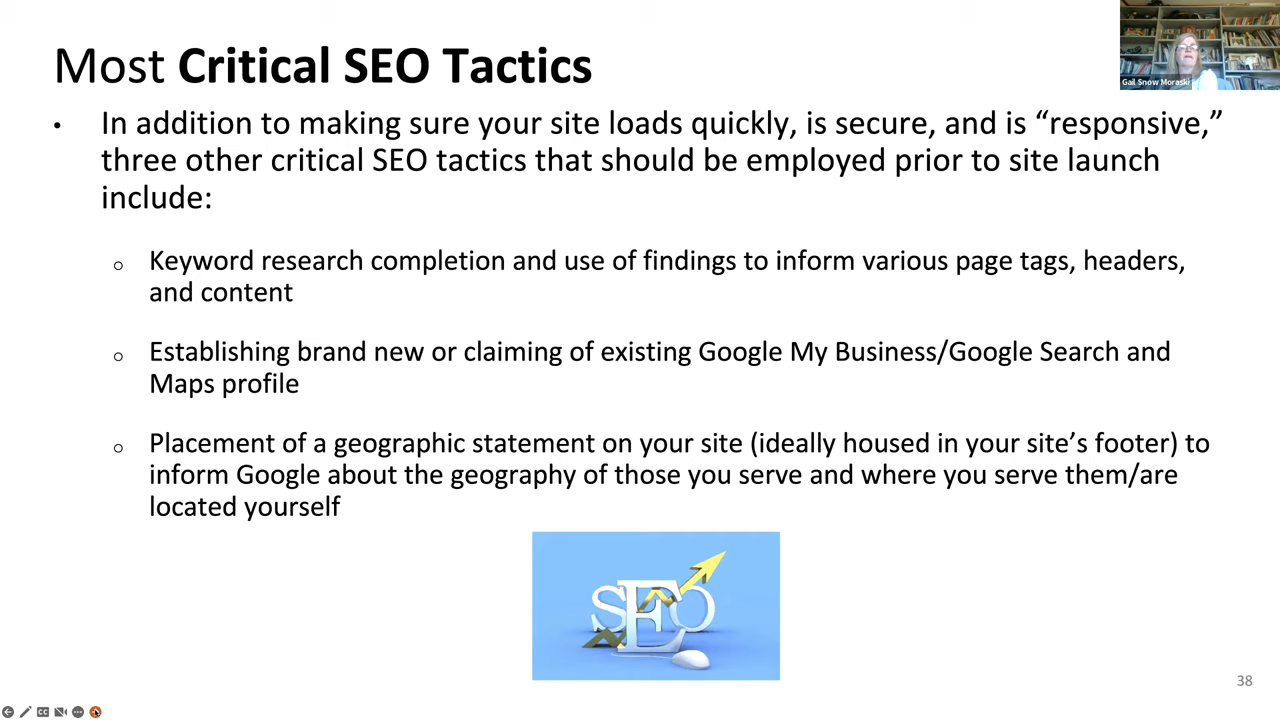 Most Critical SEO Tactics
Gail Snow Moraski
• In addition to making sure your site loads quickly, is secure, and is “responsive,”
three other critical SEO tactics that should be employed prior to site launch
include:
o Keyword research completion and use of findings to inform various page tags, headers,
and content
o Establishing brand new or claiming of existing Google My Business/Google Search and
Maps profile
o Placement of a geographic statement on your site (ideally housed in your site’s footer) to
inform Google about the geography of those you serve and where you serve them/are
located yourself
SEO
38
CC